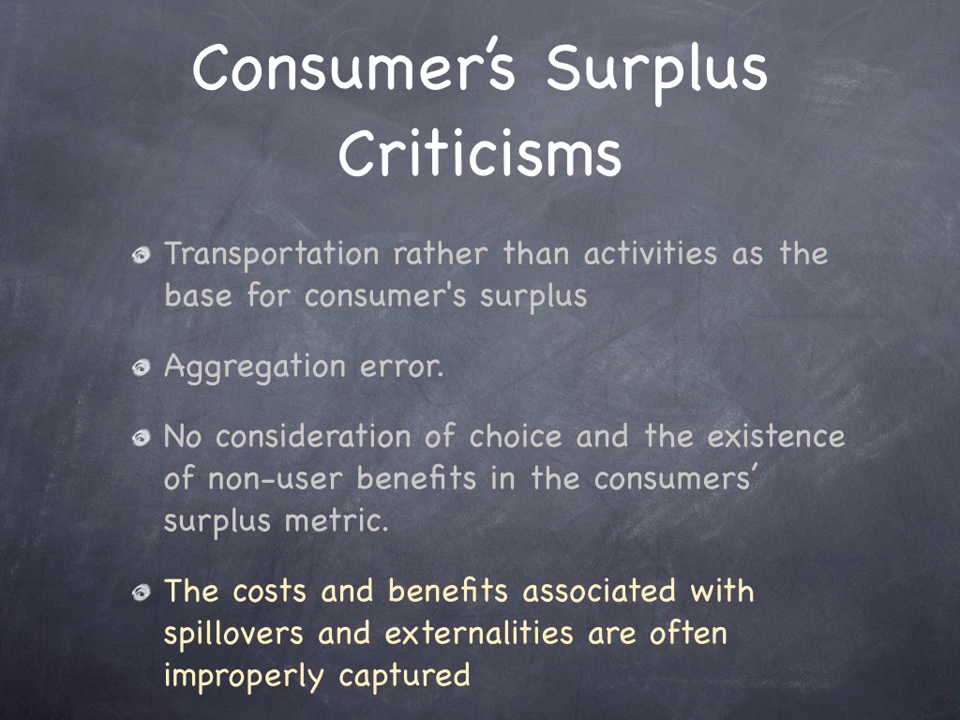 Consumer’s Surplus
Criticisms
Transportation rather than activities as the
base for consumer's surplus
Aggregation error.
No consideration of choice and the existence
of non-user benefits in the consumers’
surplus metric.
The costs and benefits associated with
spillovers and externalities are often
improperly captured